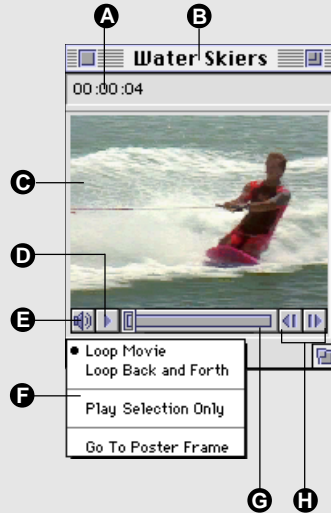 A
B
Water Skiers
00:00:04
C
D
E
• Loop Movie
Loop Back and Forth
F
Play Selection Only
Go To Poster Frame
G
H